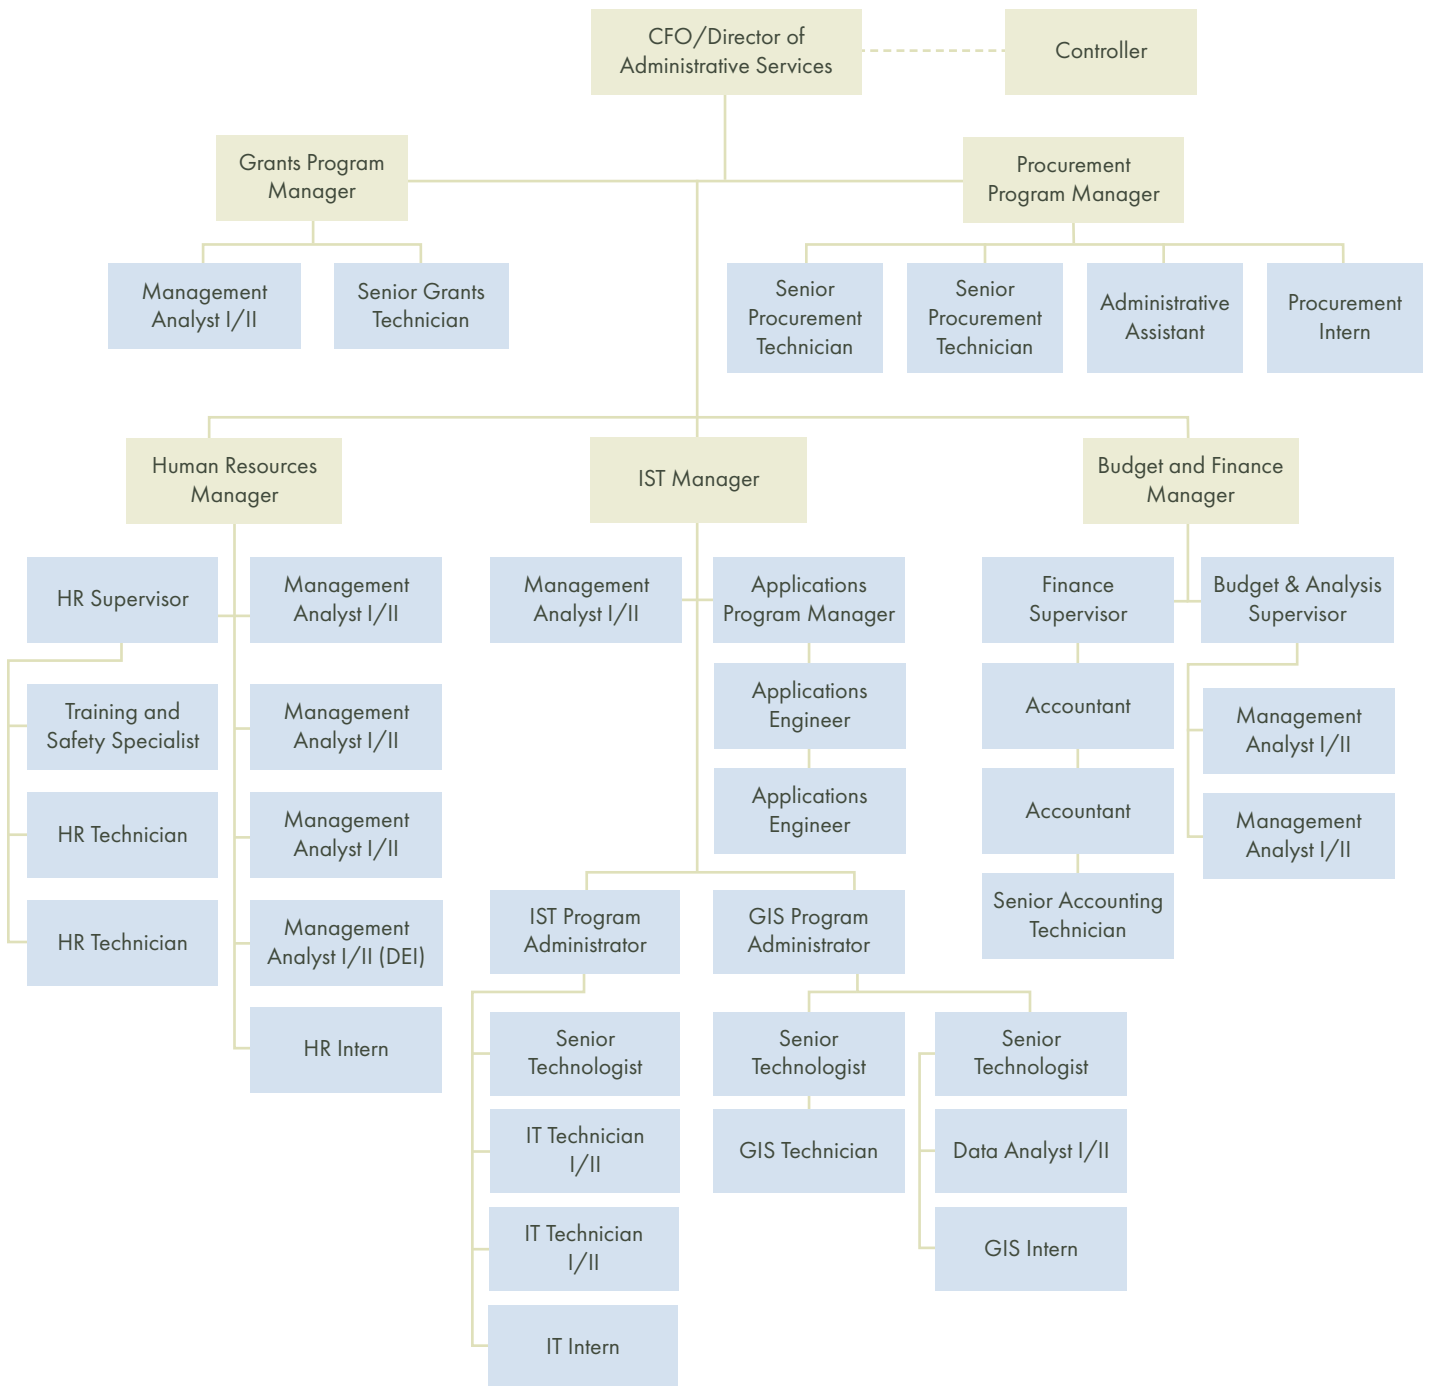 CFO/Director of
Administrative Services
Controller
Grants Program
Manager
Procurement
Program Manager
Management
Analyst I/II
Senior Grants
Technician
Senior
Procurement
Technician
Senior
Procurement
Technician
Administrative
Assistant
Procurement
Intern
Human Resources
Manager
IST Manager
Budget and Finance
Manager
HR Supervisor
Management
Analyst I/II
Training and
Safety Specialist
Management
Analyst I/II
HR Technician
Management
Analyst I/II
HR Technician
Management
Analyst I/II (DEI)
HR Intern
Management
Analyst I/II
Applications
Program Manager
Applications
Engineer
Applications
Engineer
IST Program
Administrator
GIS Program
Administrator
Senior
Technologist
IT Technician
I/II
IT Technician
I/II
IT Intern
Senior
Technologist
GIS Technician
Senior
Technologist
Data Analyst I/II
GIS Intern
Finance
Supervisor
Budget & Analysis
Supervisor
Accountant
Accountant
Senior Accounting
Technician
Management
Analyst I/II
Management
Analyst I/II